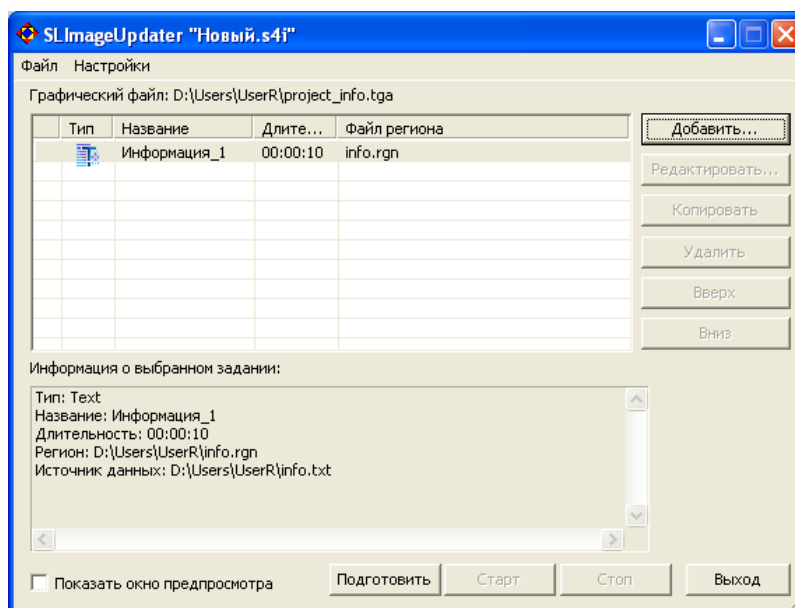 SLImageUpdater "Новый.s4i"
Файл Настройки
Графический файл: D:\Users\UserR\project_info.tga
Тип Название Длите... Файл региона
Информация_1 00:00:10 info.rgn
Добавить...
Редактировать...
Копировать
Удалить
Вверх
Вниз
Информация о выбранном задании:
Тип: Text
Название: Информация_1
Длительность: 00:00:10
Регион: D:\Users\UserR\info.rgn
Источник данных: D:\Users\UserR\info.txt
Показать окно предпросмотра Подготовить Старт Стоп Выход